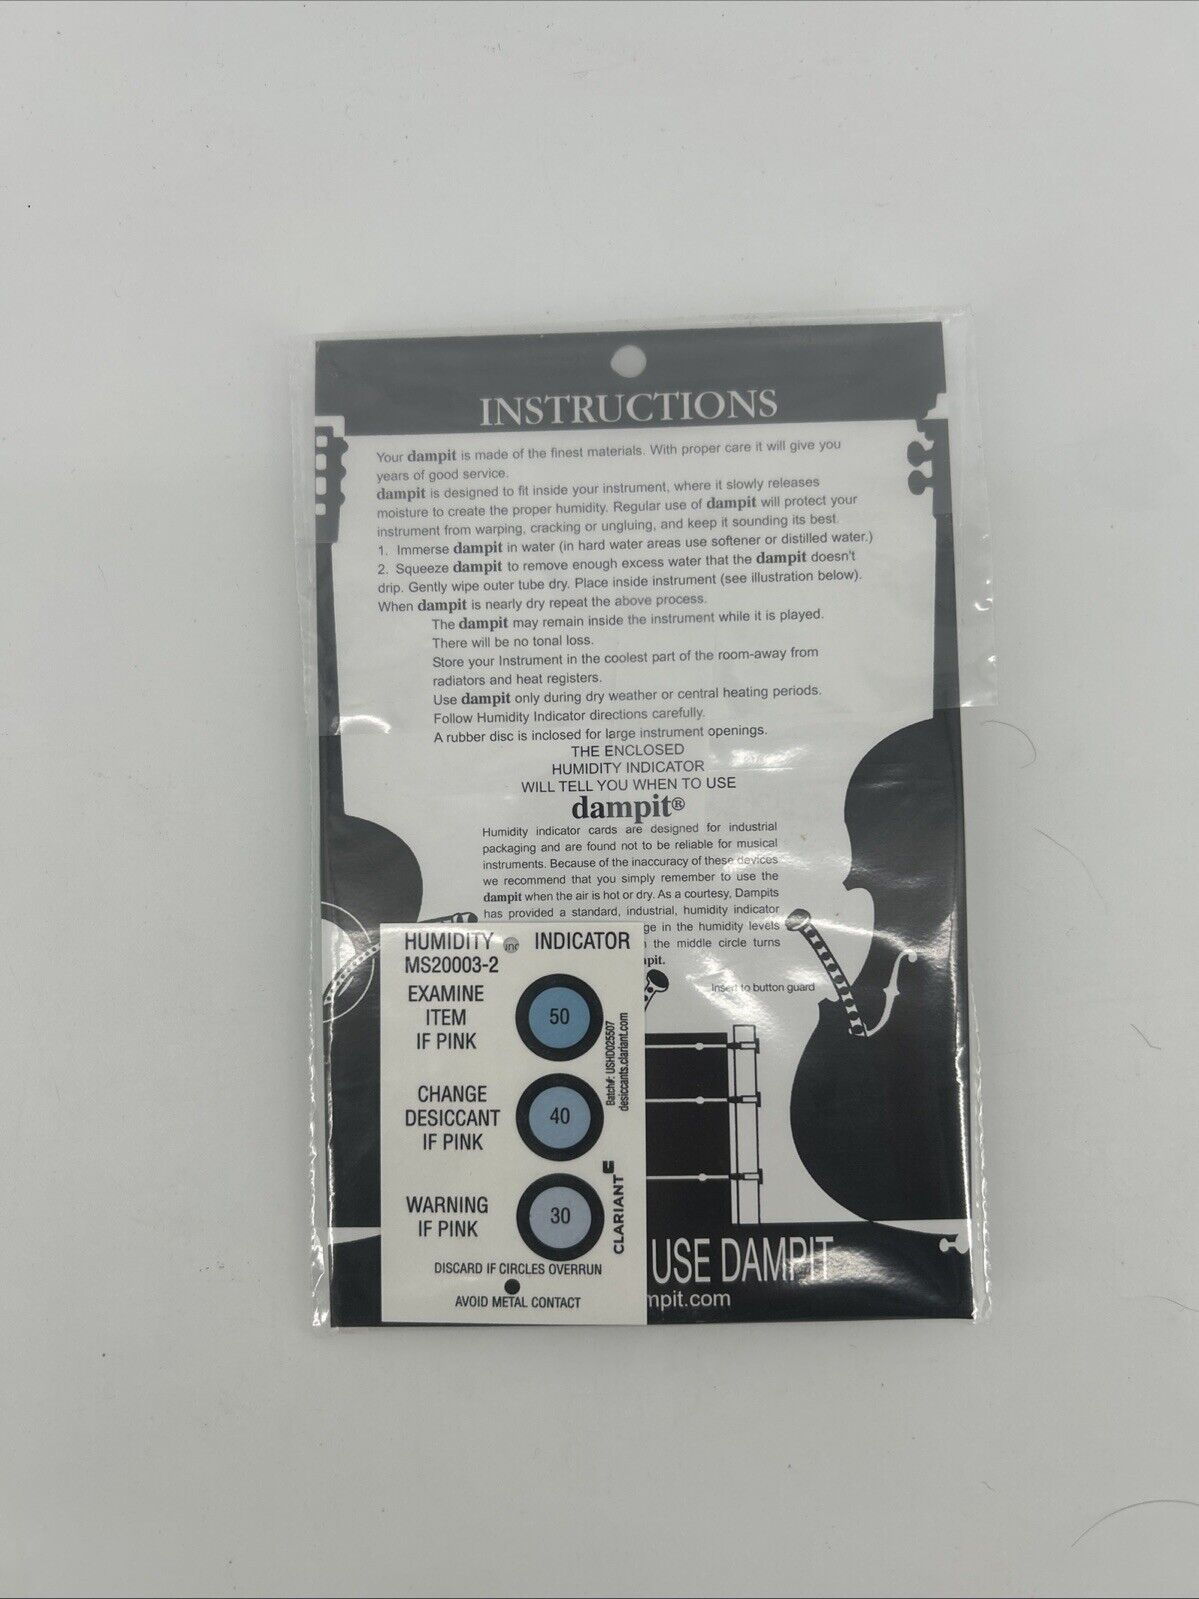 INSTRUCTIONS
Your dampit is made of the finest materials. With proper care it will give you
years of good service.
dampit is designed to fit inside your instrument, where it slowly releases
moisture to create the proper humidity. Regular use of dampit will protect your
instrument from warping, cracking or ungluing, and keep it sounding its best
1. Immerse dampit in water (in hard water areas use softener or distilled water.)
2. Squeeze dampit to remove enough excess water that the dampit doesn't
drip. Gently wipe outer tube dry. Place inside instrument (see illustration below).
When dampit is nearly dry repeat the above process.
The dampit may remain inside the instrument while it is played.
There will be no tonal loss.
Store your Instrument in the coolest part of the room-away from
radiators and heat registers.
Use dampit only during dry weather or central heating periods.
Follow Humidity Indicator directions carefully.
A rubber disc is inclosed for large instrument openings.
THE ENCLOSED
HUMIDITY INDICATOR
WILL TELL YOU WHEN TO USE
dampit®
Humidity indicator cards are designed for industrial
packaging and are found not to be reliable for musical
instruments. Because of the inaccuracy of these devices
we recommend that you simply remember to use the
dampit when the air is hot or dry. As a courtesy, Dampits
has provided a standard, industrial, humidity indicator
ge in the humidity levels
the middle circle turns
pit.
Insert to button guard
HUMIDITY INDICATOR
MS20003-2
EXAMINE
ITEM
IF PINK
50
CHANGE
DESICCANT
IF PINK
40
WARNING
IF PINK
30
Batch#: USHD025507
desiccants.clariant.com
CLARIANT
DISCARD IF CIRCLES OVERRUN
AVOID METAL CONTACT
USE DAMPIT
mpit.com